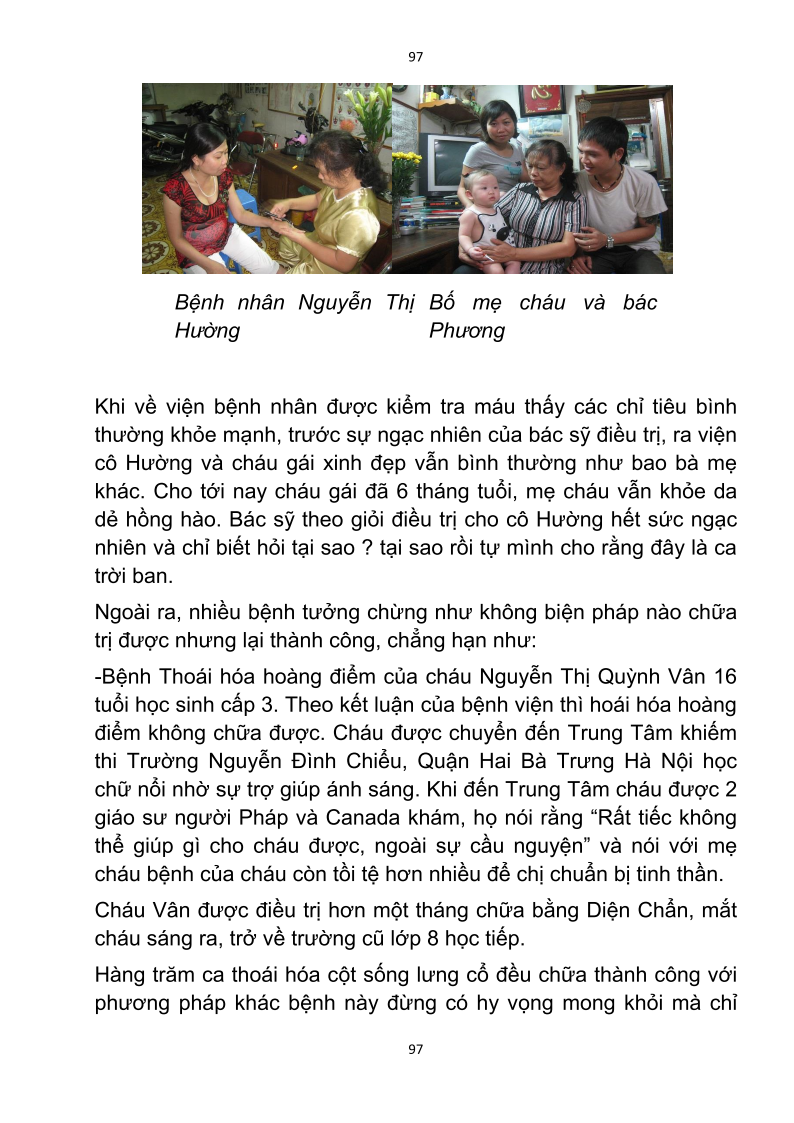 97
Bệnh nhân Nguyễn Thị
Hường
Bố mẹ cháu và bác
Phương
Khi về viện bệnh nhân được kiểm tra máu thấy các chỉ tiêu bình
thường khỏe mạnh, trước sự ngạc nhiên của bác sỹ điều trị, ra viện
cô Hường và cháu gái xinh đẹp vẫn bình thường như bao bà mẹ
khác. Cho tới nay cháu gái đã 6 tháng tuổi, mẹ cháu vẫn khỏe da
dẻ hồng hào. Bác sỹ theo giỏi điều trị cho cô Hường hết sức ngạc
nhiên và chỉ biết hỏi tại sao ? tại sao rồi tự mình cho rằng đây là ca
trời ban.
Ngoài ra, nhiều bệnh tưởng chừng như không biện pháp nào chữa
trị được nhưng lại thành công, chẳng hạn như:
-Bệnh Thoái hóa hoàng điểm của cháu Nguyễn Thị Quỳnh Vân 16
tuổi học sinh cấp 3. Theo kết luận của bệnh viện thì hoái hóa hoàng
điểm không chữa được. Cháu được chuyển đến Trung Tâm khiếm
thi Trường Nguyễn Đình Chiểu, Quận Hai Bà Trưng Hà Nội học
chữ nổi nhờ sự trợ giúp ánh sáng. Khi đến Trung Tâm cháu được 2
giáo sư người Pháp và Canada khám, họ nói rằng “Rất tiếc không
thể giúp gì cho cháu được, ngoài sự cầu nguyện” và nói với mẹ
cháu bệnh của cháu còn tồi tệ hơn nhiều để chị chuẩn bị tinh thần.
Cháu Vân được điều trị hơn một tháng chữa bằng Diện Chẩn, mắt
cháu sáng ra, trở về trường cũ lớp 8 học tiếp.
Hàng trăm ca thoái hóa cột sống lưng cổ đều chữa thành công với
phương pháp khác bệnh này đừng có hy vọng mong khỏi mà chỉ
97